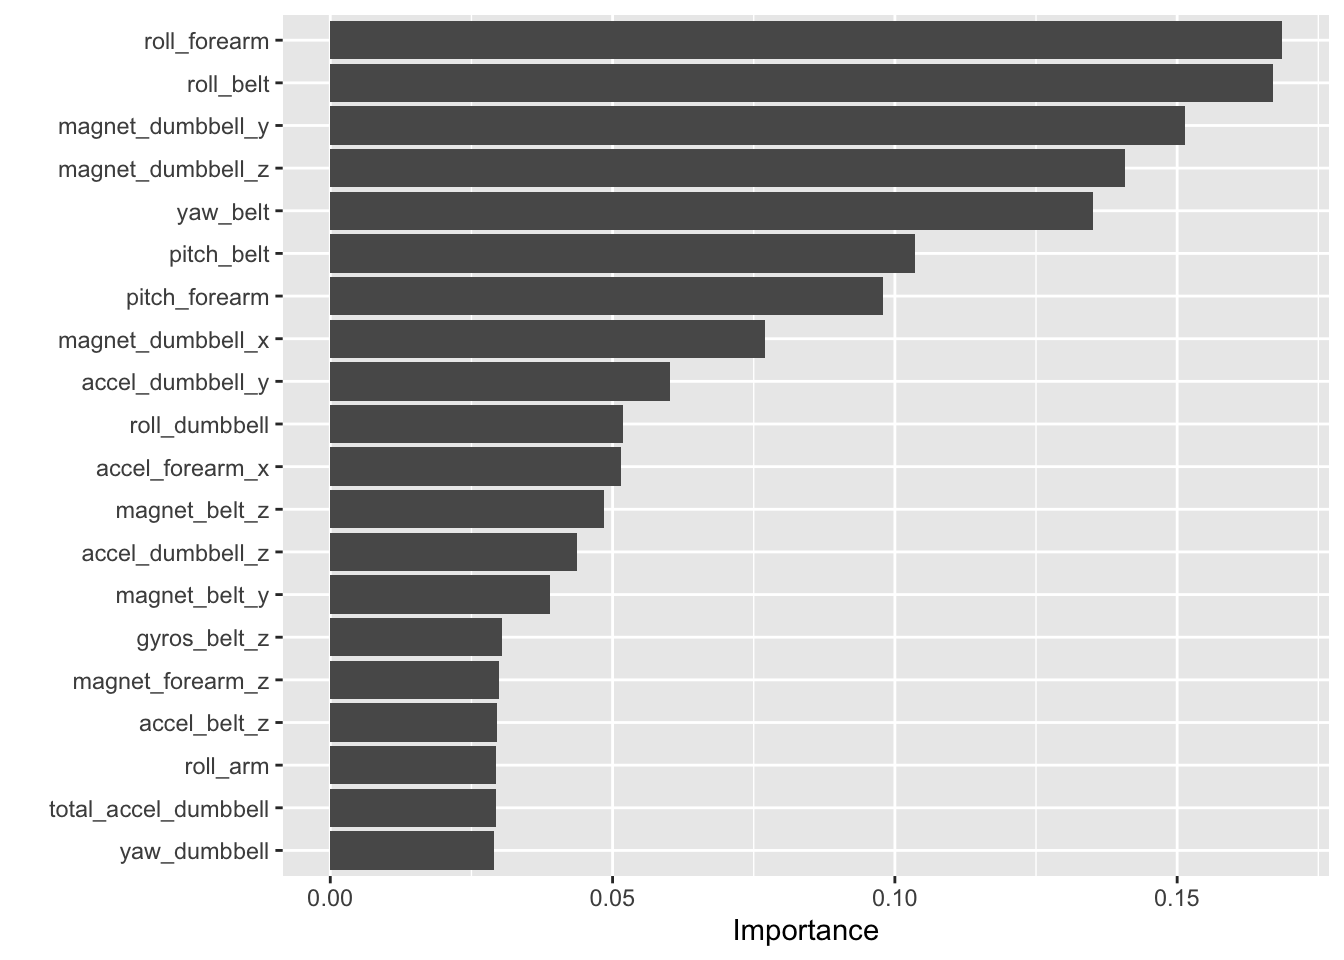 roll_forearm
roll_belt
magnet_dumbbell_y
magnet_dumbbell_z
yaw_belt
pitch_belt
pitch_forearm
magnet_dumbbell_x
accel_dumbbell_y
roll_dumbbell
accel_forearm_x
magnet_belt_z
accel_dumbbell_z
magnet_belt_y
gyros_belt_z
magnet_forearm_z
accel_belt_z
roll_arm
total_accel_dumbbell
yaw_dumbbell
0.00 0.05 0.10 0.15
Importance